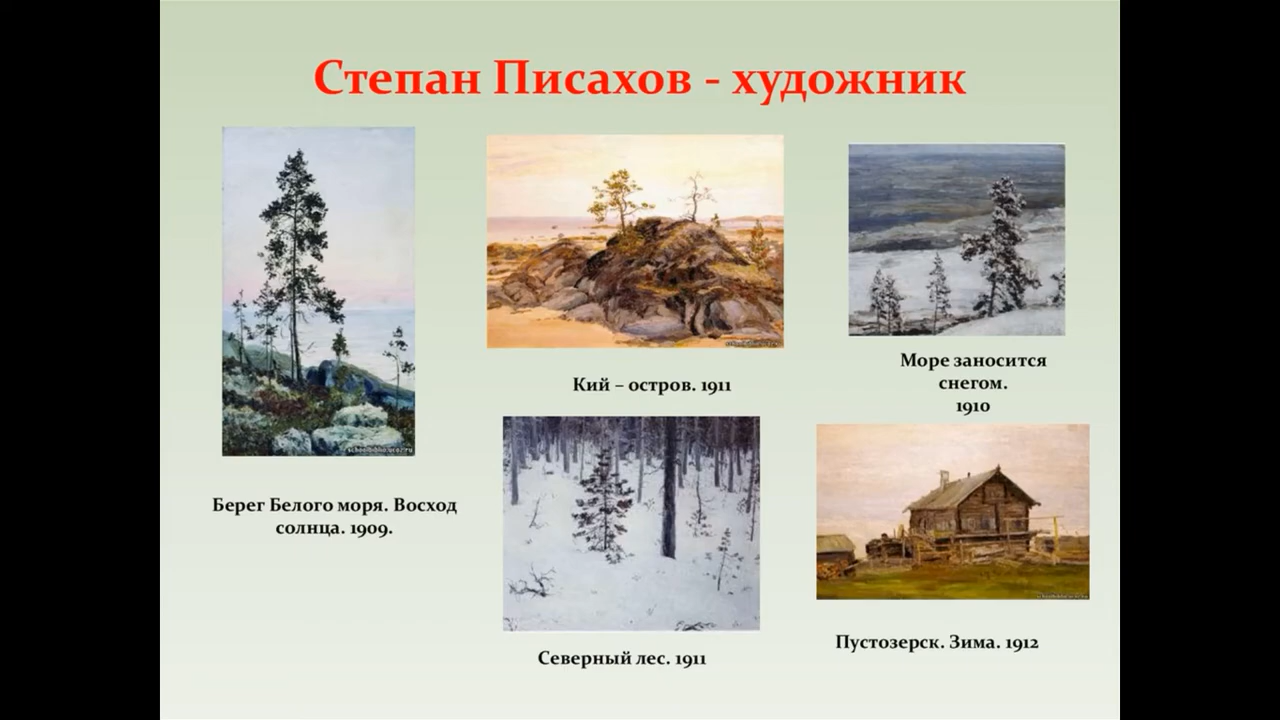 Степан Писахов - художник
Кий – остров. 1911
Море заносится
снегом.
1910
Берег Белого моря. Восход
солнца. 1909.
Северный лес. 1911
Пустозерск. Зима. 1912